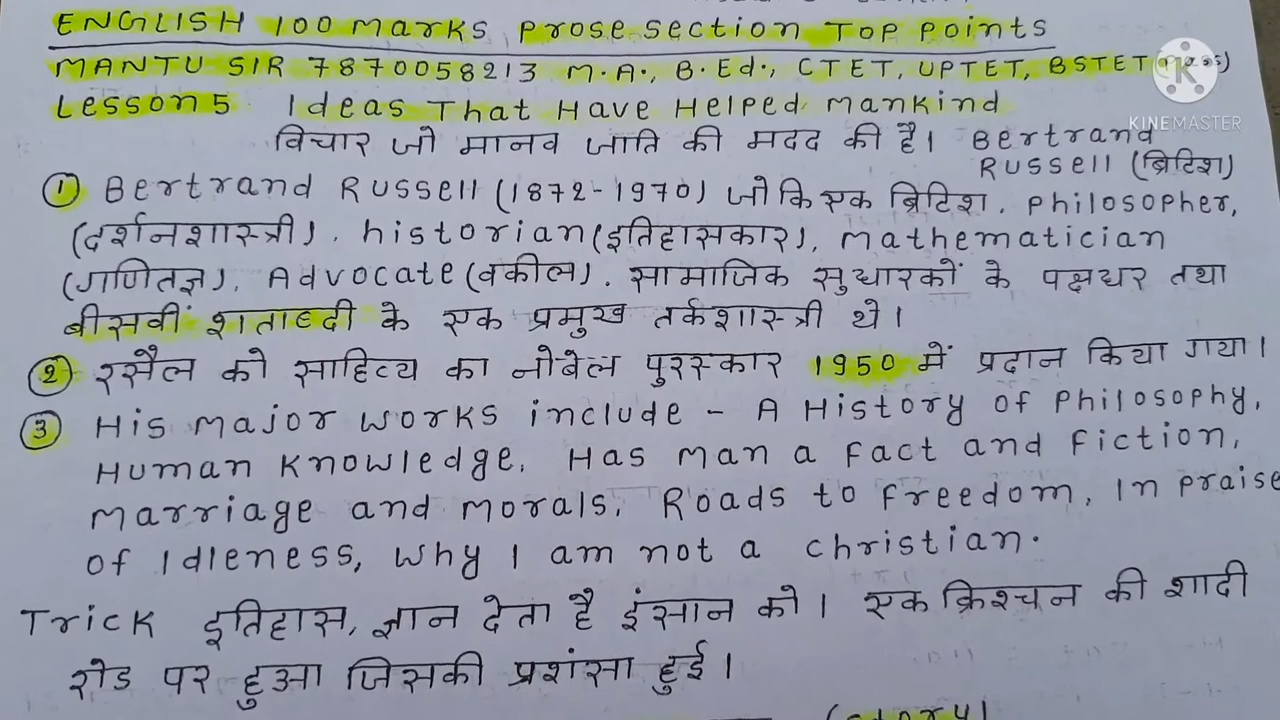 ENGLISH 100 Marks Prose section Top Points
MANTU SIR 7870058213 M.A., B.Ed., CTET, UPTET, BSTET Pass)
KINEMASTER
Lesson 5 Ideas That Have Helped Mankind
विचार जो मानव जाति की मदद की है। Bertrand
Russell (ब्रिटिश)
① Bertrand Russell (1872-1970) जो कि एक ब्रिटिश. Philosopher,
(दर्शनशास्त्री). historian (इतिहासकार). Mathematician
(गणितज्ञ). Advocate (वकील). सामाजिक सुधारकों के पक्षधर तथा
बीसवीं शताब्दी के एक प्रमुख तर्कशास्त्री थे।
② रसैल को साहित्य का नोबेल पुरस्कार 1950 में प्रदान किया गया।
③ His major works include - A History of Philosophy,
Human Knowledge. Has man a fact and fiction,
Marriage and Morals, Roads to freedom, In praise
of Idleness, Why I am not a christian.
Trick इतिहास, ज्ञान देता है इंसान को। एक क्रिश्चन की शादी
रोड पर हुआ जिसकी प्रशंसा हुई।
(story)